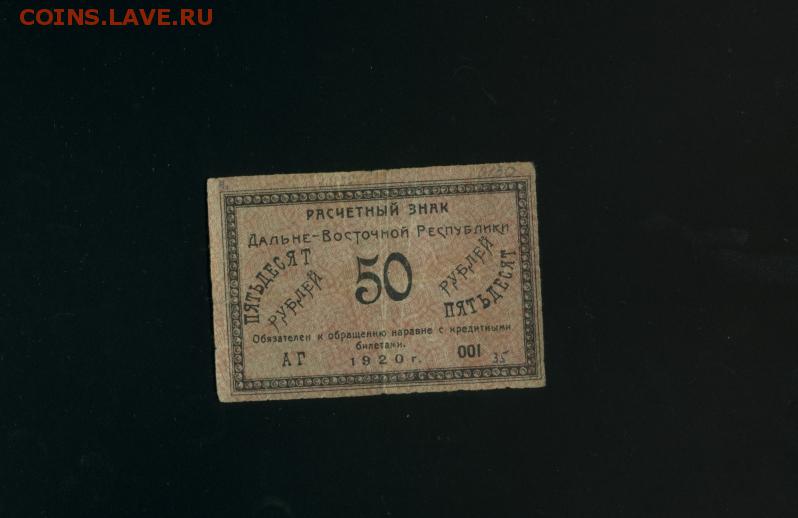 COINS.LAVE.RU
РАСЧЕТНЫЙ ЗНАК
ДАЛЬНЕ-ВОСТОЧНОЙ РЕСПУБЛИКИ
ПЯТЬДЕСЯТ
РУБЛЕЙ
50
РУБЛЕЙ
ПЯТЬДЕСЯТ
Обязателен к обращению наравне с кредитными
билетами.
АГ 1920 г. 001 35